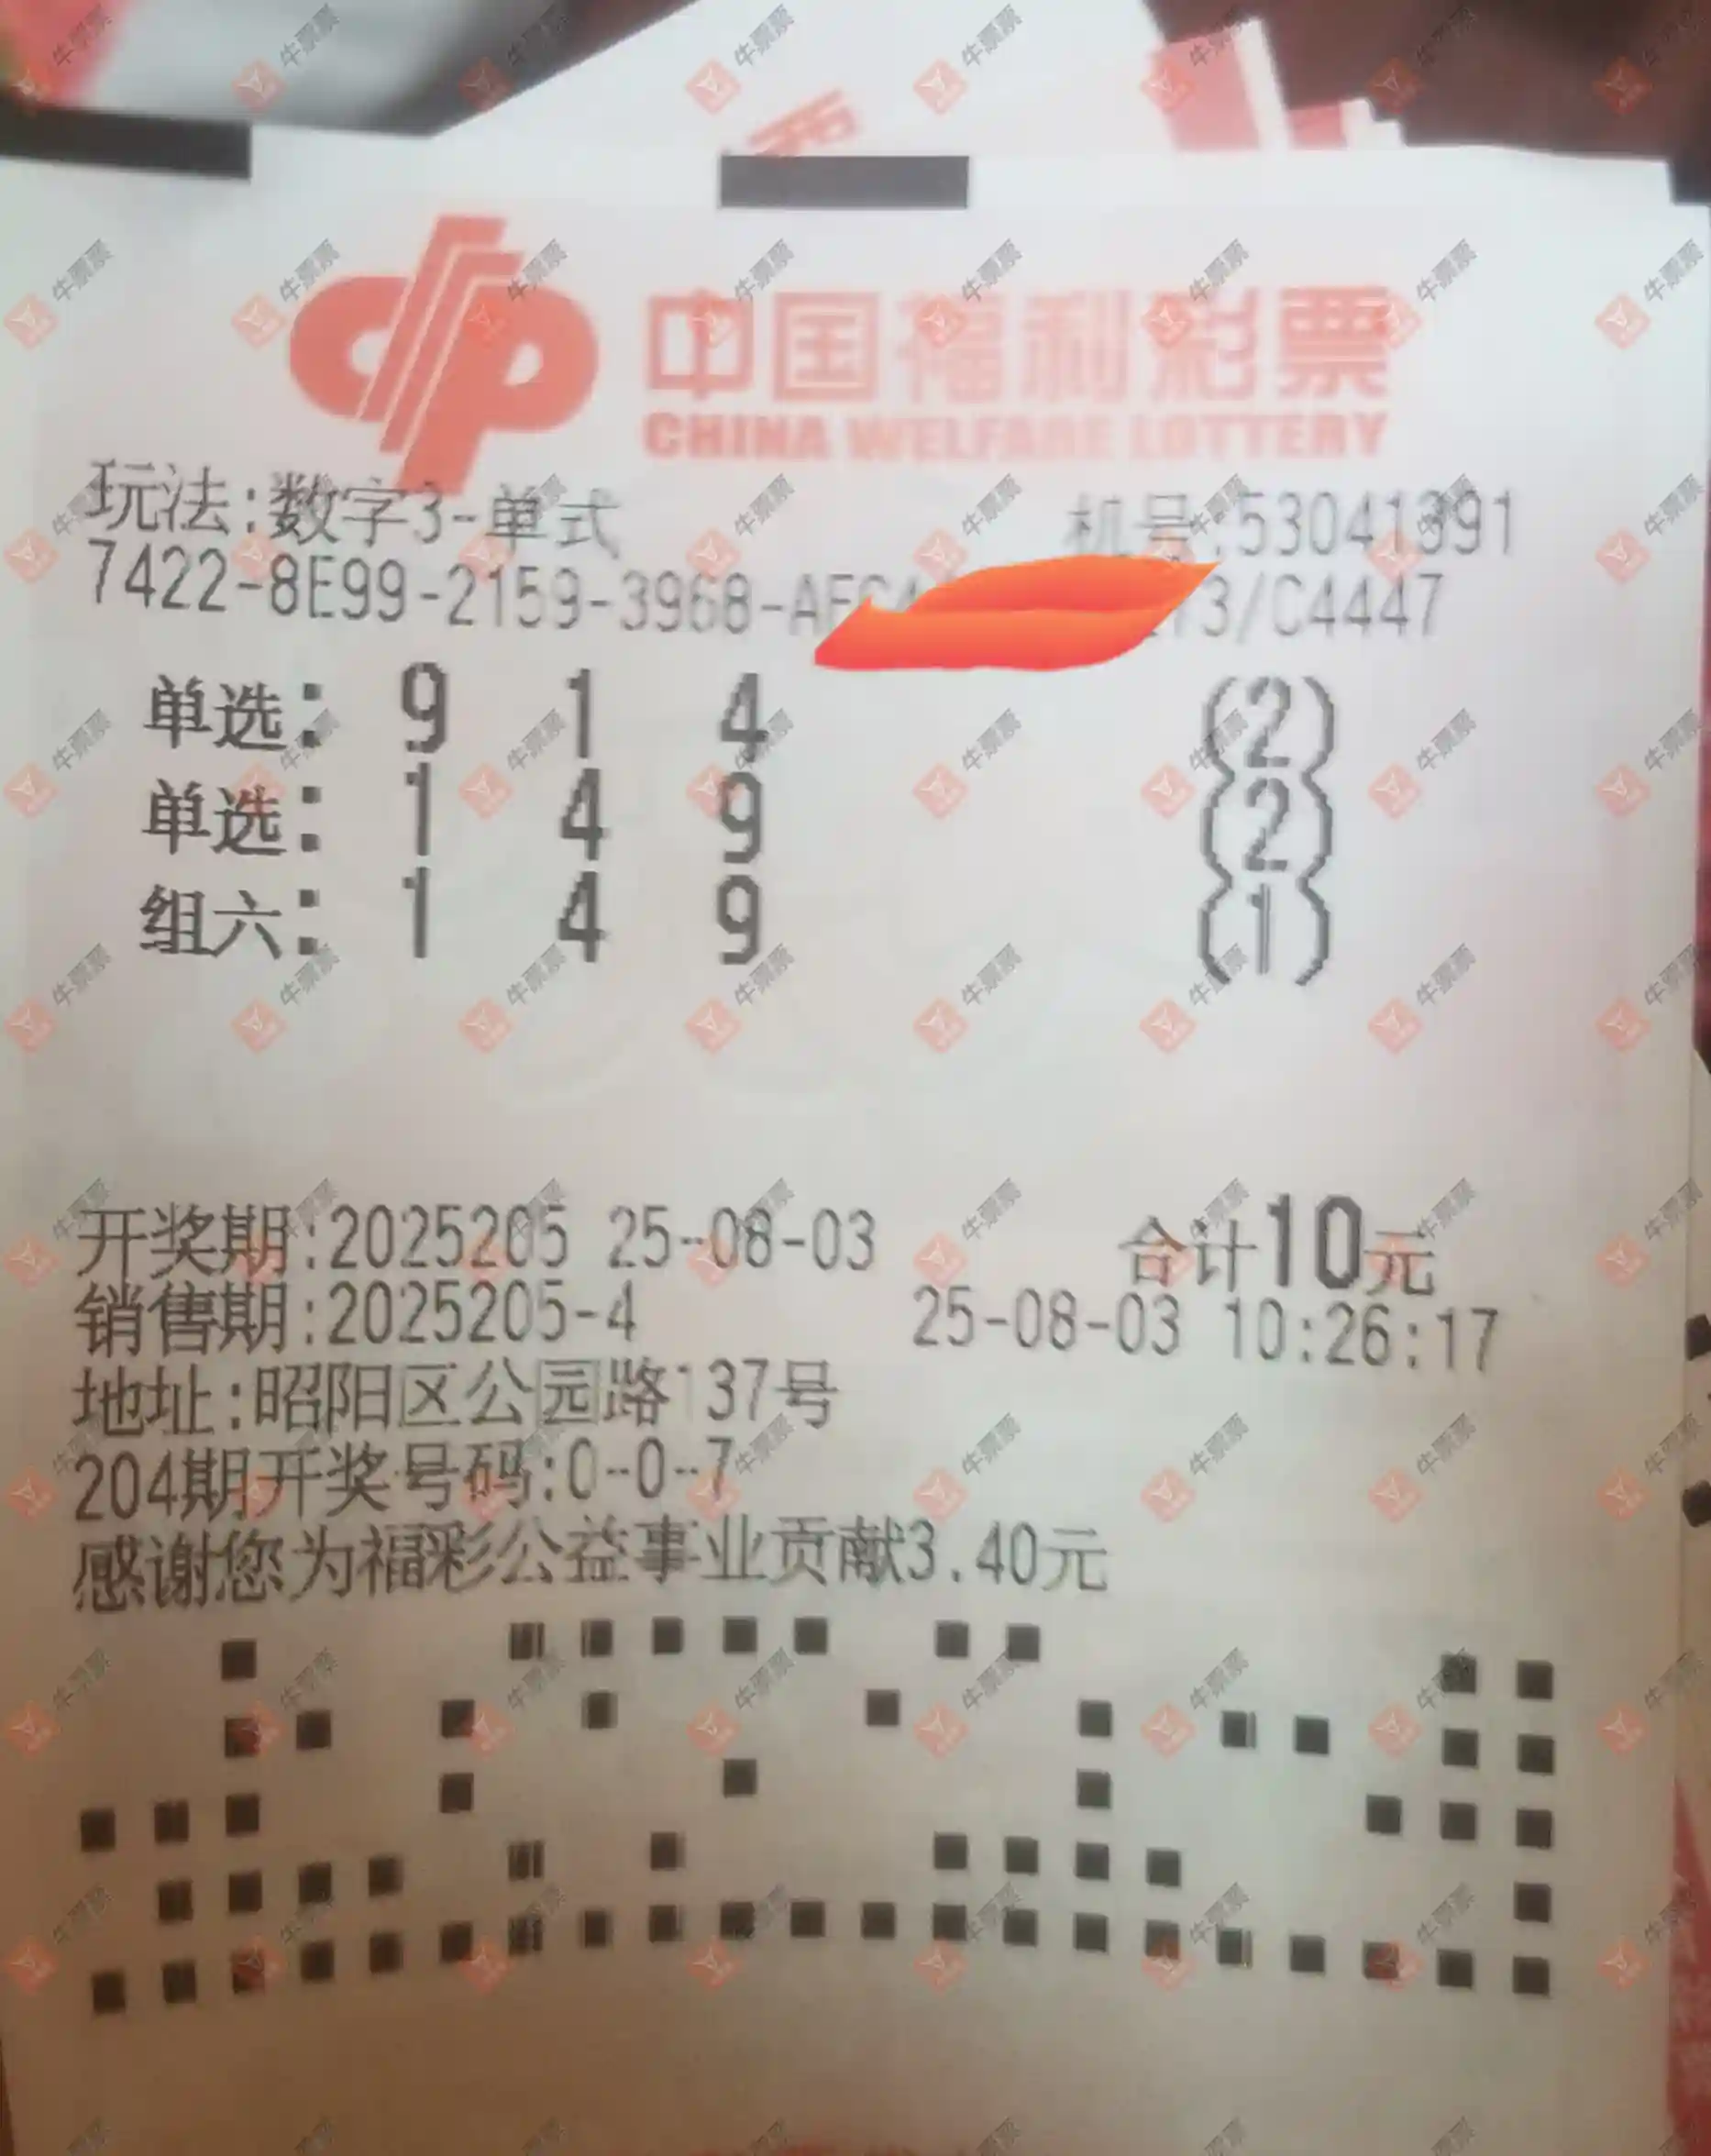 中国福利彩票
CHINA WELFARE LOTTERY
玩法:数字3-单式 机号:53041391
7422-8E99-2159-3968- 3/C4447
单选: 9 1 4 (2)
单选: 1 4 9 (2)
组六: 1 4 9 (1)
开奖期:2025205 25-08-03 合计10元
销售期:2025205-4 25-08-03 10:26:17
地址:昭阳区公园路137号
204期开奖号码:0-0-7
感谢您为福彩公益事业贡献3.40元
牛票票